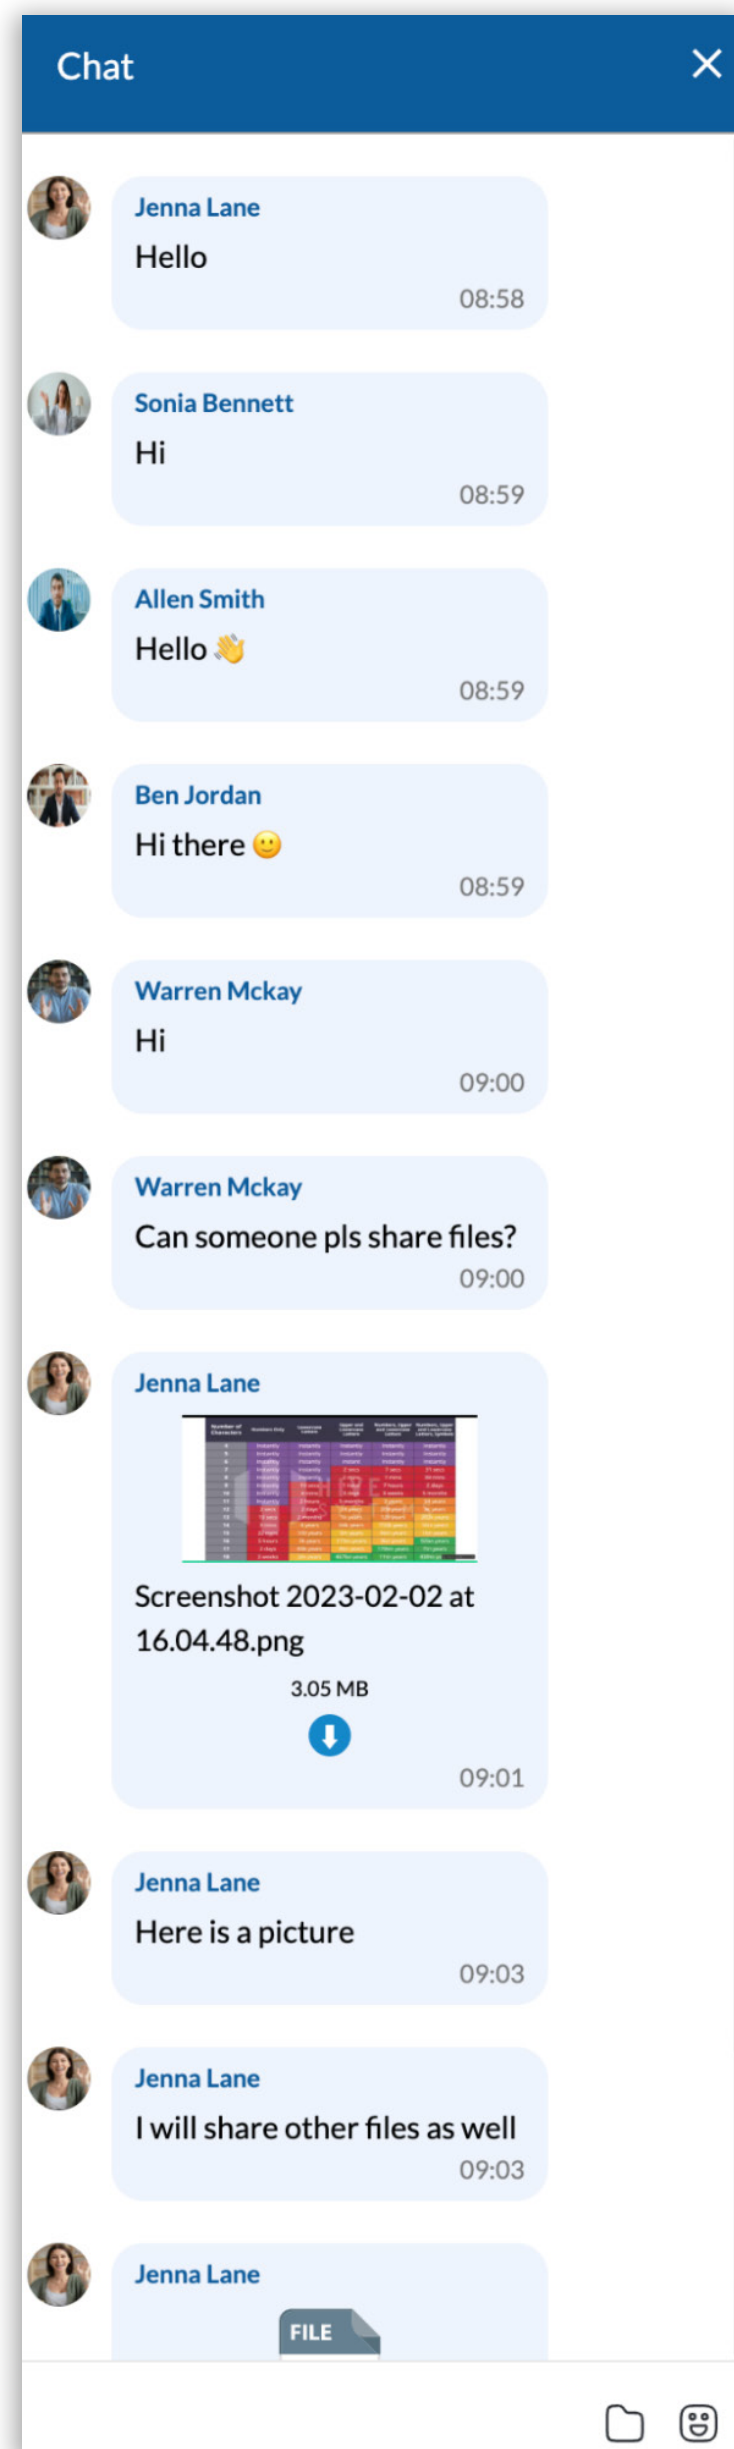 Chat
Jenna Lane
Hello
08:58
Sonia Bennett
Hi
08:59
Allen Smith
Hello 👋
08:59
Ben Jordan
Hi there 🙂
08:59
Warren Mckay
Hi
09:00
Warren Mckay
Can someone pls share files?
09:00
Jenna Lane
Screenshot 2023-02-02 at
16.04.48.png
3.05 MB
09:01
Jenna Lane
Here is a picture
09:03
Jenna Lane
I will share other files as well
09:03
Jenna Lane
FILE